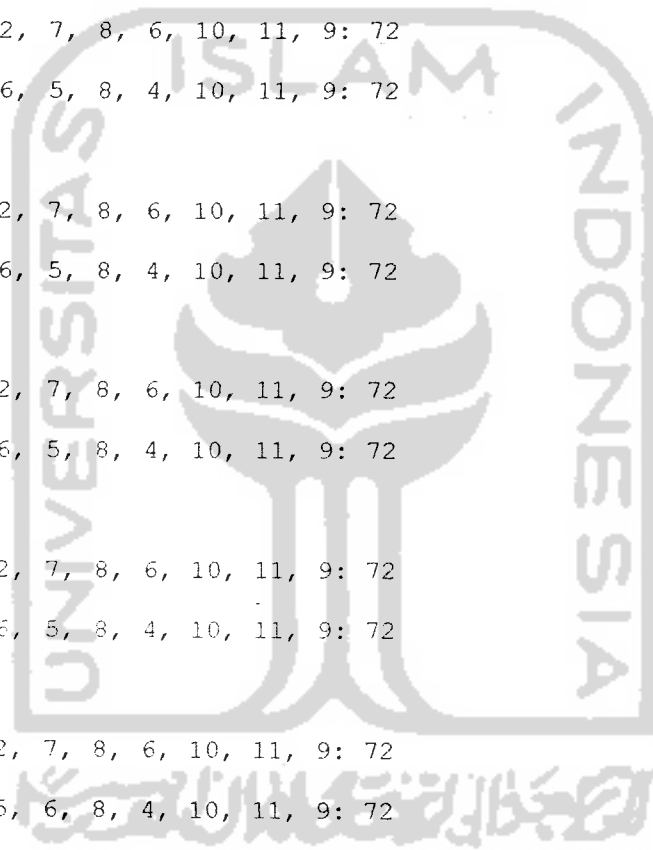 2, 7, 8, 6, 10, 11, 9: 72
6, 5, 8, 4, 10, 11, 9: 72
2, 7, 8, 6, 10, 11, 9: 72
6, 5, 8, 4, 10, 11, 9: 72
2, 7, 8, 6, 10, 11, 9: 72
6, 5, 8, 4, 10, 11, 9: 72
2, 7, 8, 6, 10, 11, 9: 72
6, 5, 8, 4, 10, 11, 9: 72
2, 7, 8, 6, 10, 11, 9: 72
6, 8, 4, 10, 11, 9: 72
UNIVERSITAS
ISLAM
INDONESIA